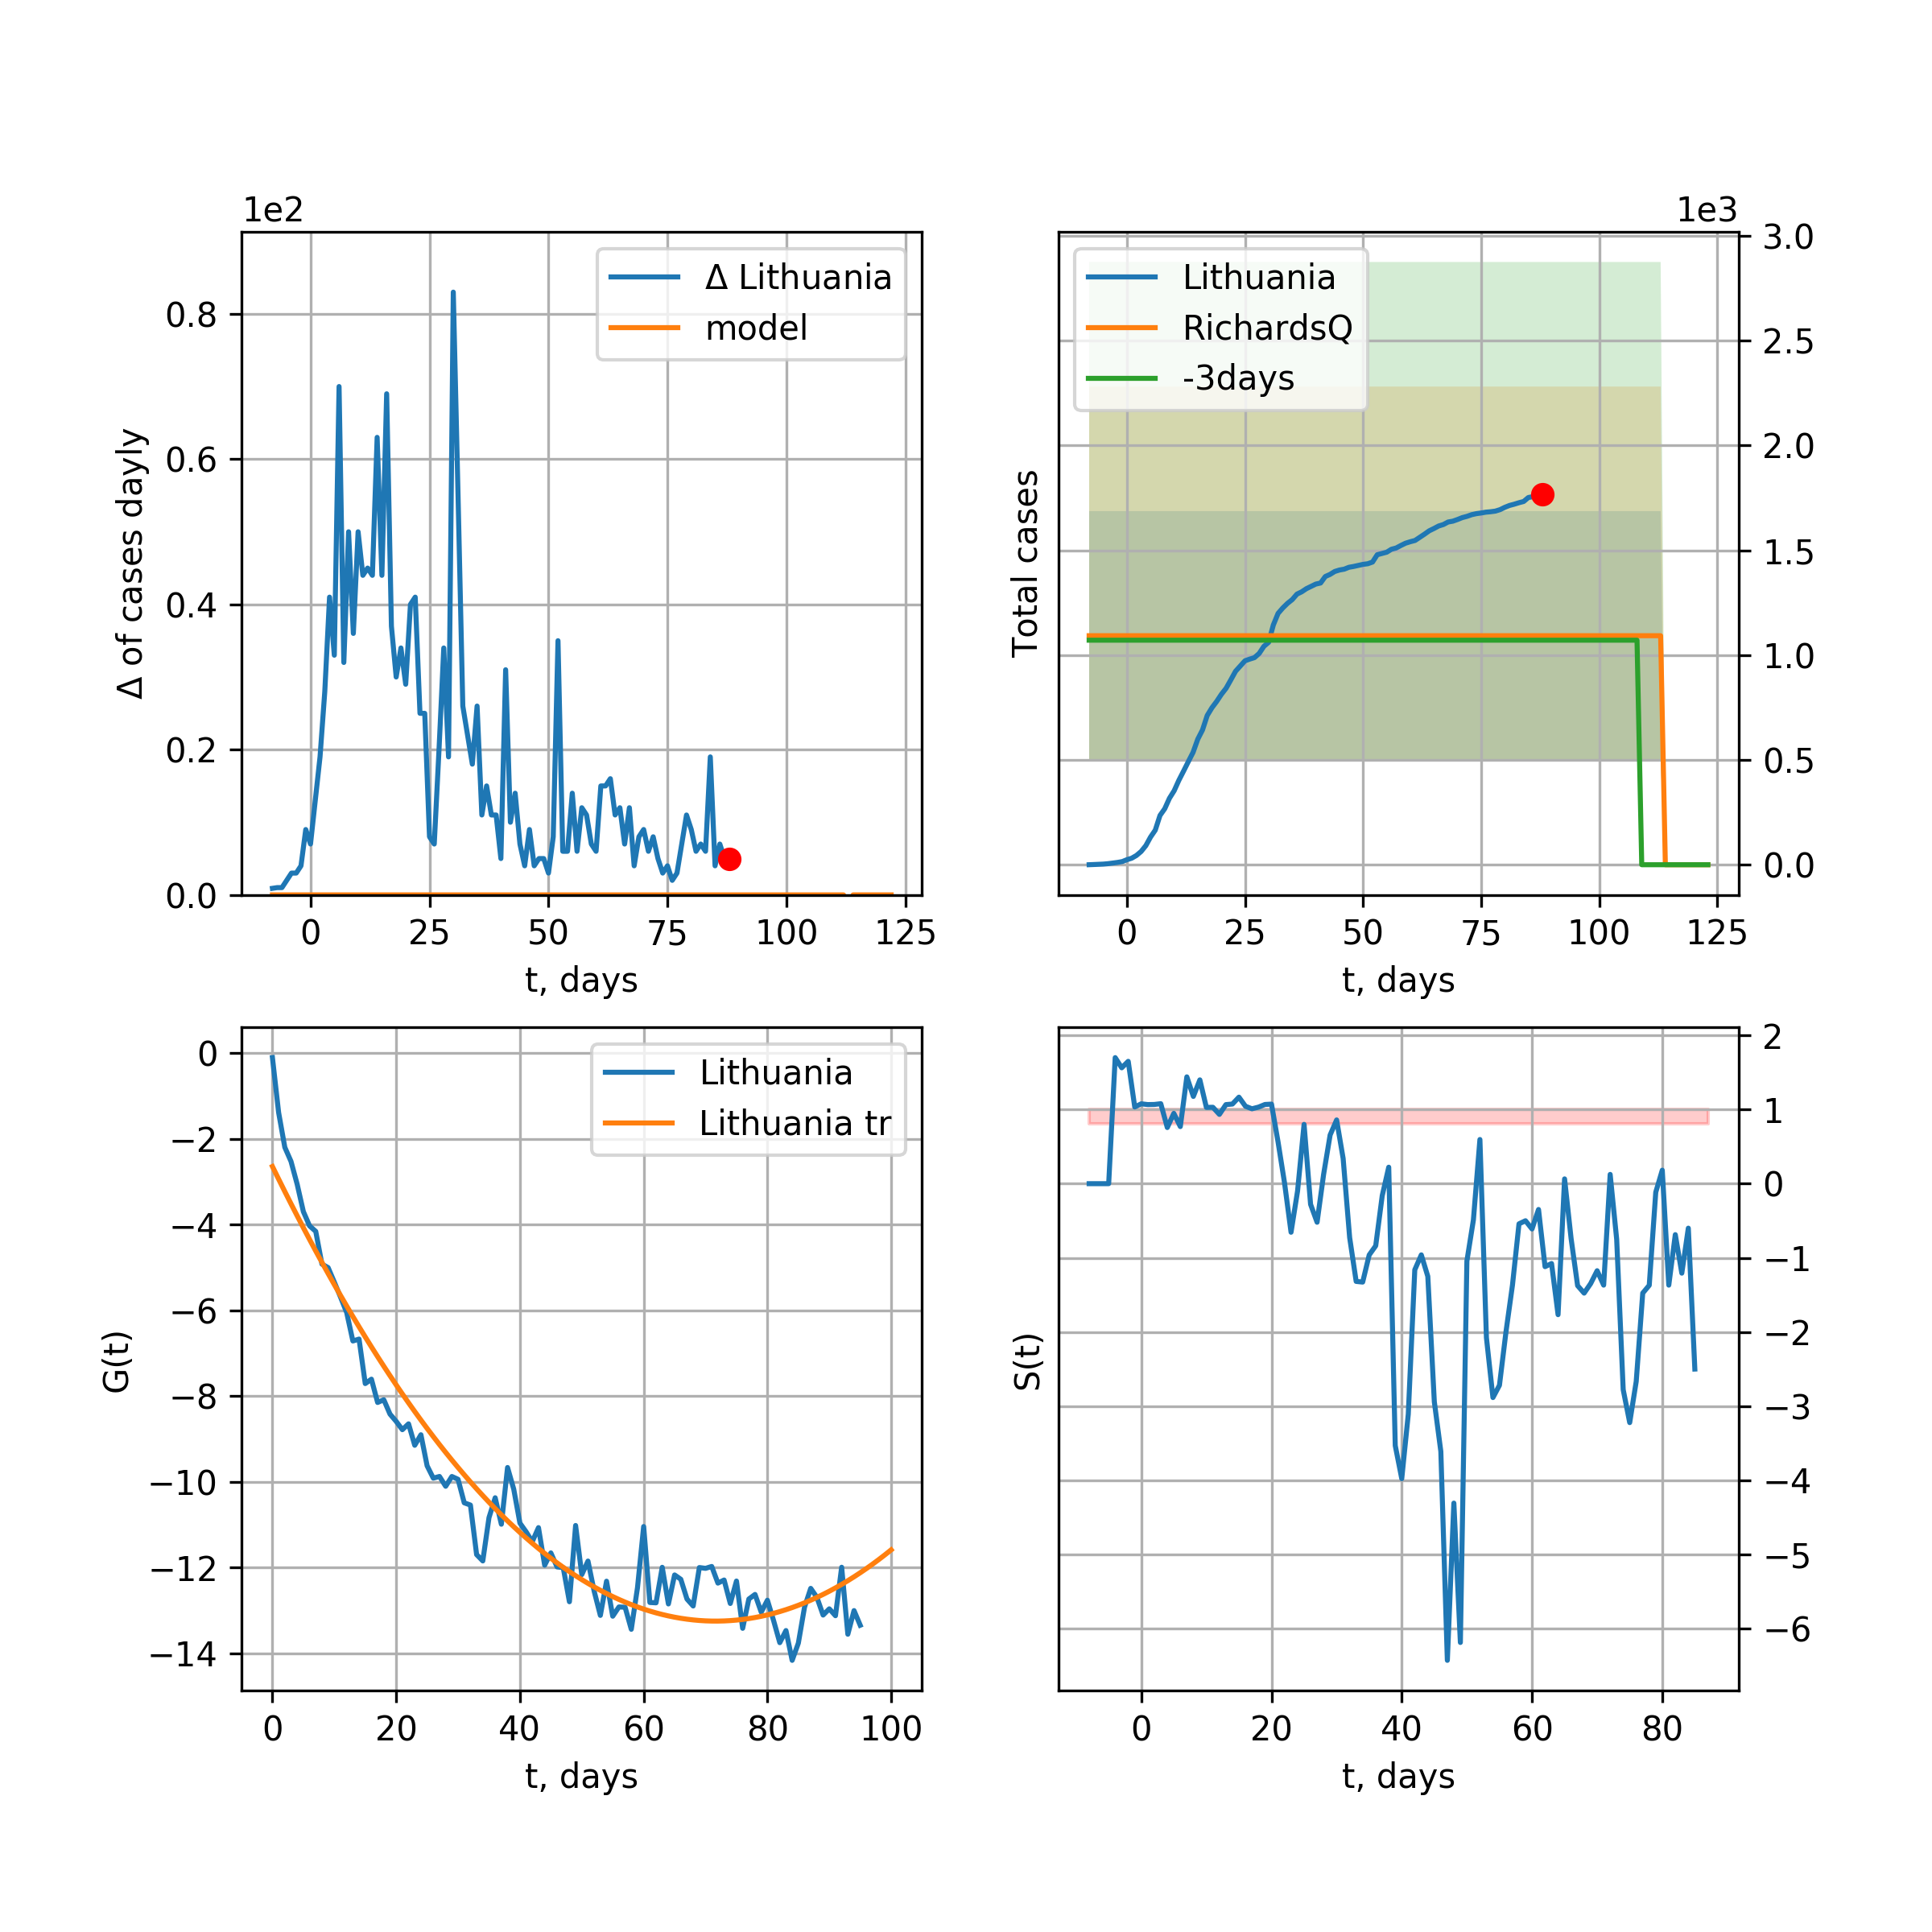 1e2
Δ of cases dayly
0.8
0.6
0.4
0.2
0.0
0 25 50 75 100 125
t, days
Δ Lithuania
model
1e3
Total cases
3.0
2.5
2.0
1.5
1.0
0.5
0.0
0 25 50 75 100 125
t, days
Lithuania
RichardsQ
-3days
G(t)
0
−2
−4
−6
−8
−10
−12
−14
0 20 40 60 80 100
t, days
Lithuania
Lithuania tr
S(t)
2
1
0
−1
−2
−3
−4
−5
−6
0 20 40 60 80
t, days